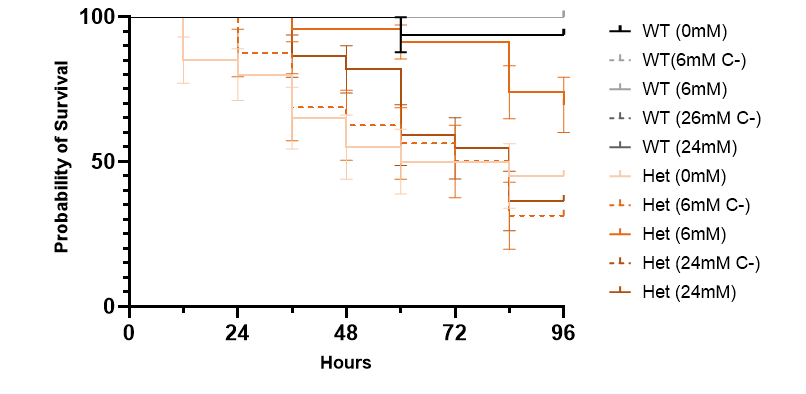 Probability of Survival
100
50
0
0 24 48 72 96
Hours
WT (0mM)
WT(6mM C-)
WT (6mM)
WT (26mM C-)
WT (24mM)
Het (0mM)
Het (6mM C-)
Het (6mM)
Het (24mM C-)
Het (24mM)